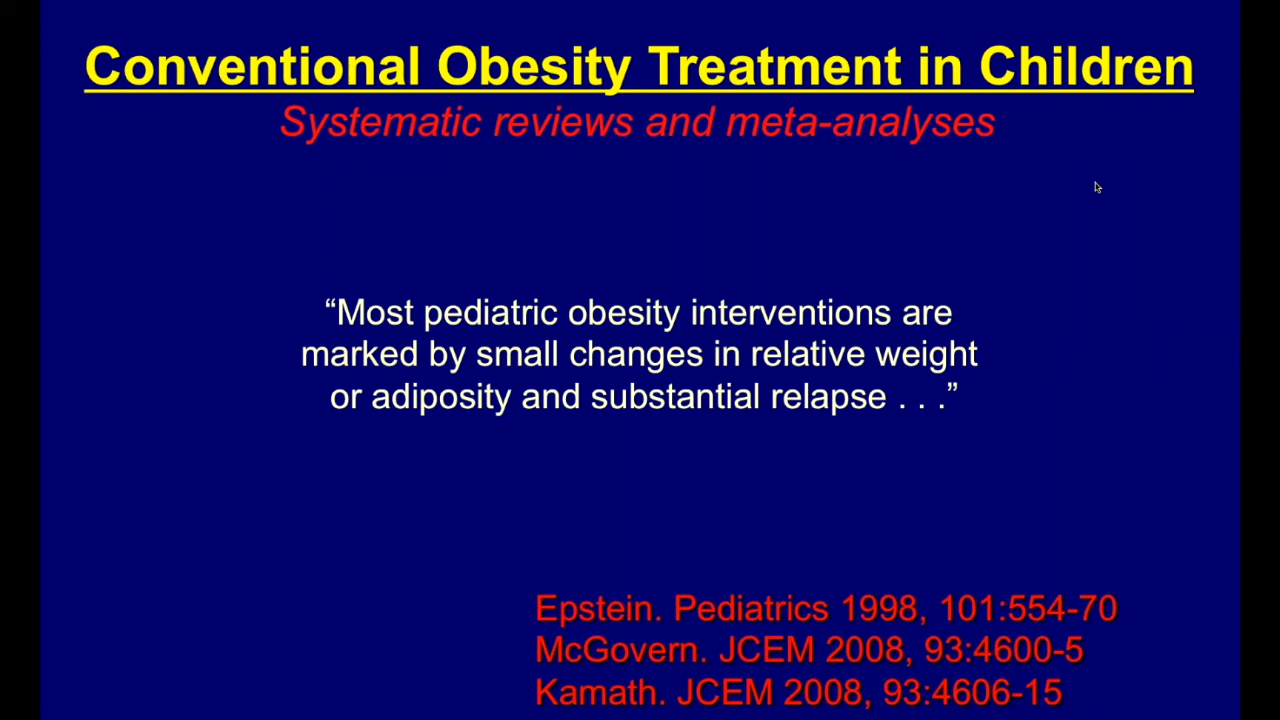 Conventional Obesity Treatment in Children
Systematic reviews and meta-analyses
“Most pediatric obesity interventions are
marked by small changes in relative weight
or adiposity and substantial relapse . . .”
Epstein. Pediatrics 1998, 101:554-70
McGovern. JCEM 2008, 93:4600-5
Kamath. JCEM 2008, 93:4606-15